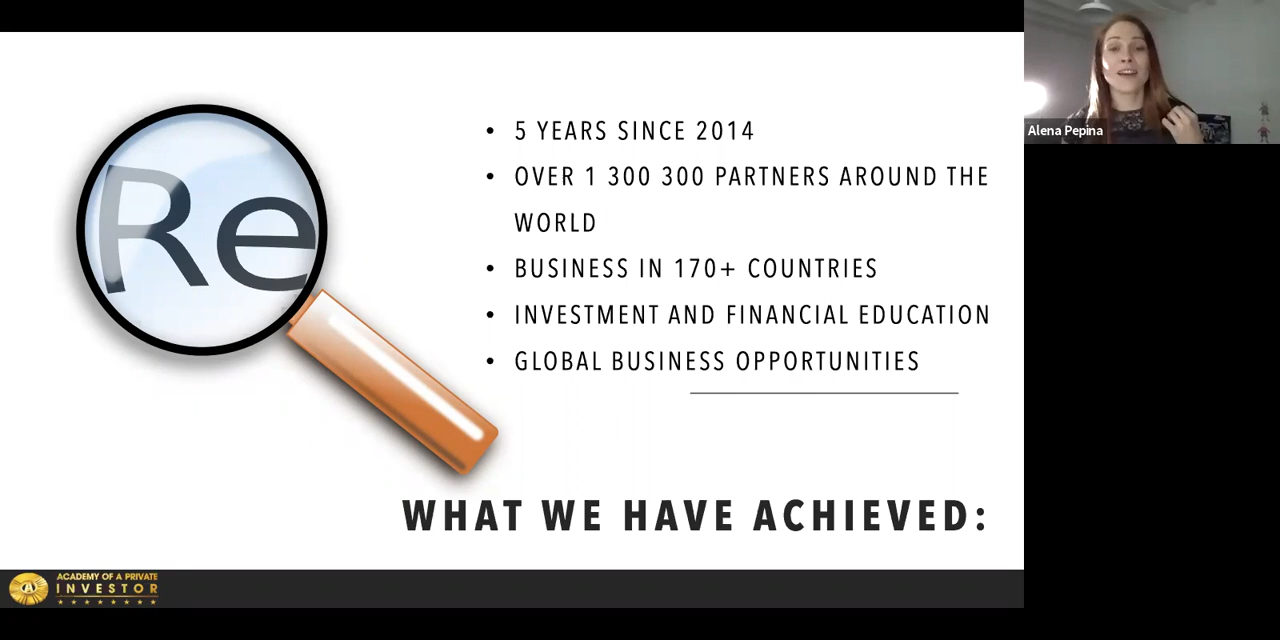 Re
5 YEARS SINCE 2014
OVER 1 300 300 PARTNERS AROUND THE
WORLD
BUSINESS IN 170+ COUNTRIES
INVESTMENT AND FINANCIAL EDUCATION
GLOBAL BUSINESS OPPORTUNITIES
WHAT WE HAVE ACHIEVED:
ACADEMY OF A PRIVATE
INVESTOR
Alena Pepina